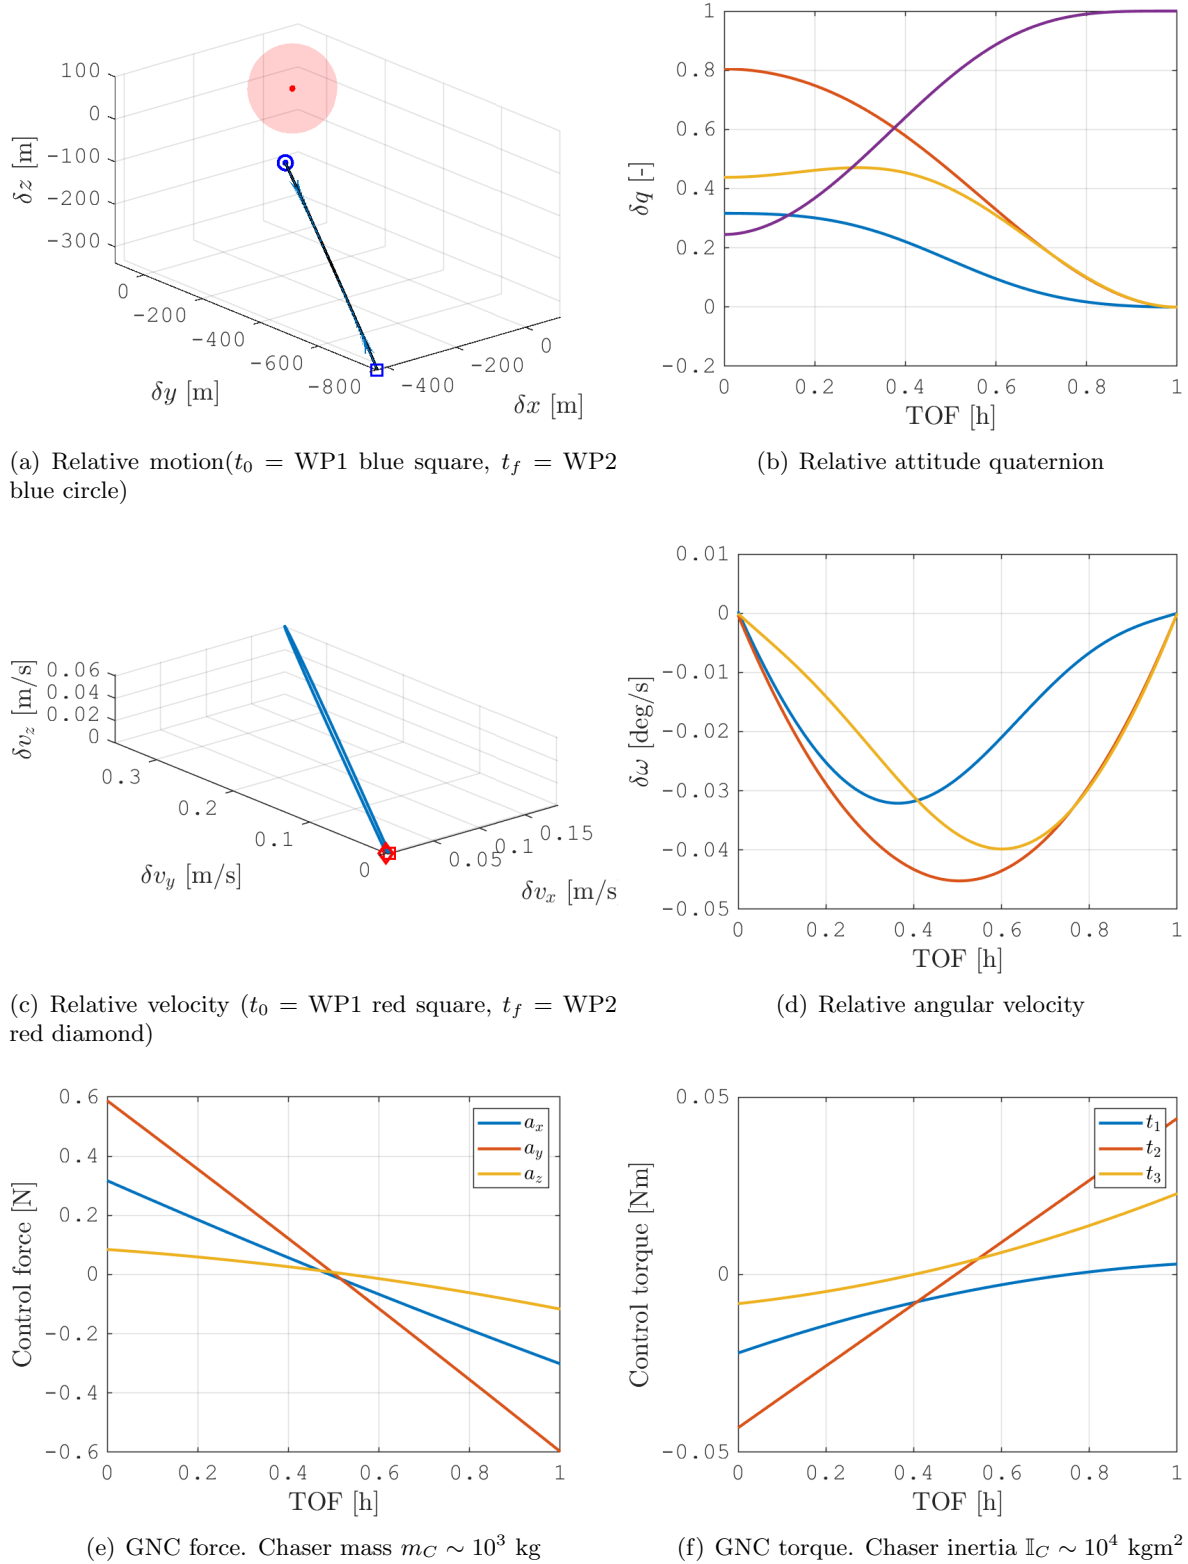 100
0
-100
-200
-300
δz [m]
0
-200
-400
-600
-800
δy [m]
-400
-200
0
δx [m]
(a) Relative motion(t₀ = WP1 blue square, t_f = WP2
blue circle)
1
0.8
0.6
0.4
0.2
0
-0.2
δq [-]
0 0.2 0.4 0.6 0.8 1
TOF [h]
(b) Relative attitude quaternion
0.06
0.04
0.02
0
δv_z [m/s]
0.3
0.2
0.1
0
δv_y [m/s]
0.05
0.1
0.15
δv_x [m/s
(c) Relative velocity (t₀ = WP1 red square, t_f = WP2
red diamond)
0.01
0
-0.01
-0.02
-0.03
-0.04
-0.05
δω [deg/s]
0 0.2 0.4 0.6 0.8 1
TOF [h]
(d) Relative angular velocity
0.6
0.4
0.2
0
-0.2
-0.4
-0.6
Control force [N]
a_x
a_y
a_z
0 0.2 0.4 0.6 0.8 1
TOF [h]
(e) GNC force. Chaser mass m_C ∼ 10³ kg
0.05
0
-0.05
Control torque [Nm]
t₁
t₂
t₃
0 0.2 0.4 0.6 0.8 1
TOF [h]
(f) GNC torque. Chaser inertia 𝕀_C ∼ 10⁴ kgm²